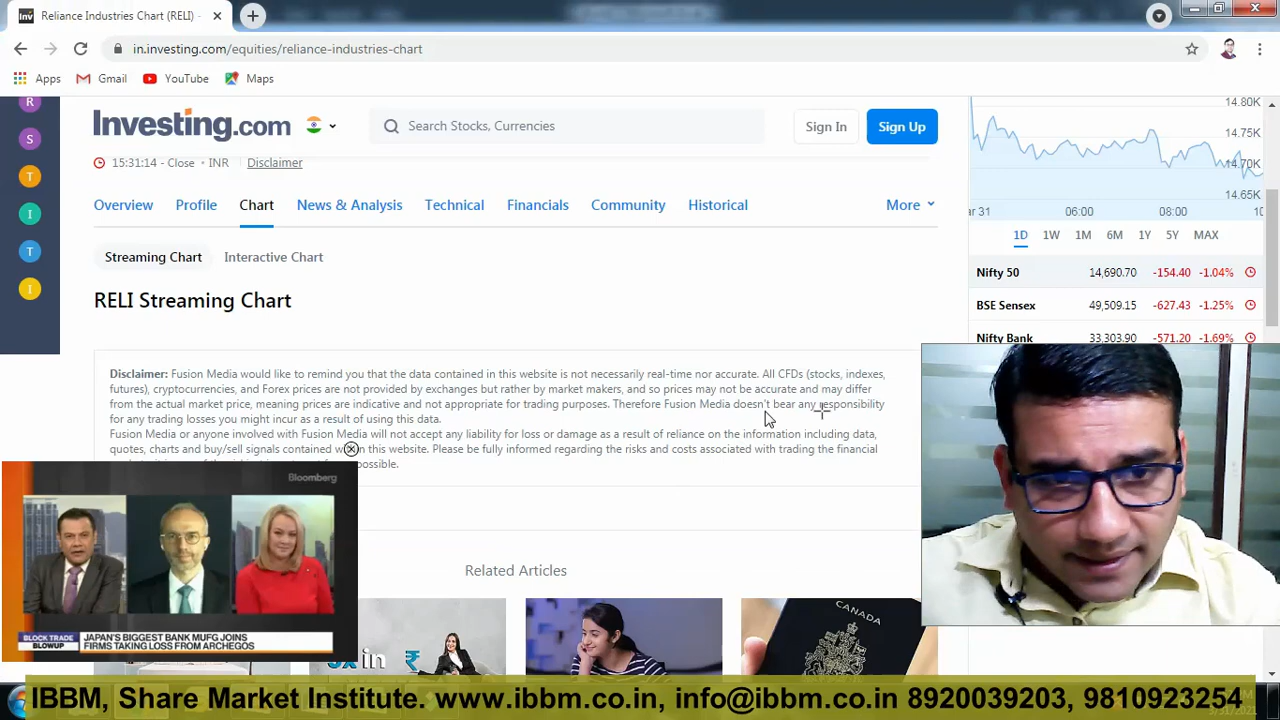 Reliance Industries Chart (RELI) -
in.investing.com/equities/reliance-industries-chart
Apps
Gmail
YouTube
Maps
R
S
T
I
T
I
Investing.com
Search Stocks, Currencies
Sign In
Sign Up
15:31:14 - Close - INR
Disclaimer
Overview
Profile
Chart
News & Analysis
Technical
Financials
Community
Historical
More
Streaming Chart
Interactive Chart
RELI Streaming Chart
Disclaimer: Fusion Media would like to remind you that the data contained in this website is not necessarily real-time nor accurate. All CFDs (stocks, indexes,
futures), cryptocurrencies, and Forex prices are not provided by exchanges but rather by market makers, and so prices may not be accurate and may differ
from the actual market price, meaning prices are indicative and not appropriate for trading purposes. Therefore Fusion Media doesn't bear any responsibility
for any trading losses you might incur as a result of using this data.
Fusion Media or anyone involved with Fusion Media will not accept any liability for loss or damage as a result of reliance on the information including data,
quotes, charts and buy/sell signals contained this website. Please be fully informed regarding the risks and costs associated with trading the financial
14.80K
14.75K
14.70K
14.65K
ar 31
06:00
08:00
1D
1W
1M
6M
1Y
5Y
MAX
Nifty 50 14,690.70 -154.40 -1.04%
BSE Sensex 49,509.15 -627.43 -1.25%
Nifty Bank 33,303.90 -571.20 -1.69%
Bloomberg
BLOCK TRADE
BLOWUP
JAPAN'S BIGGEST BANK MUFG JOINS
FIRMS TAKING LOSS FROM ARCHEGOS
Related Articles
in ₹
CANADA
IBBM, Share Market Institute. www.ibbm.co.in, info@ibbm.co.in 8920039203, 9810923254